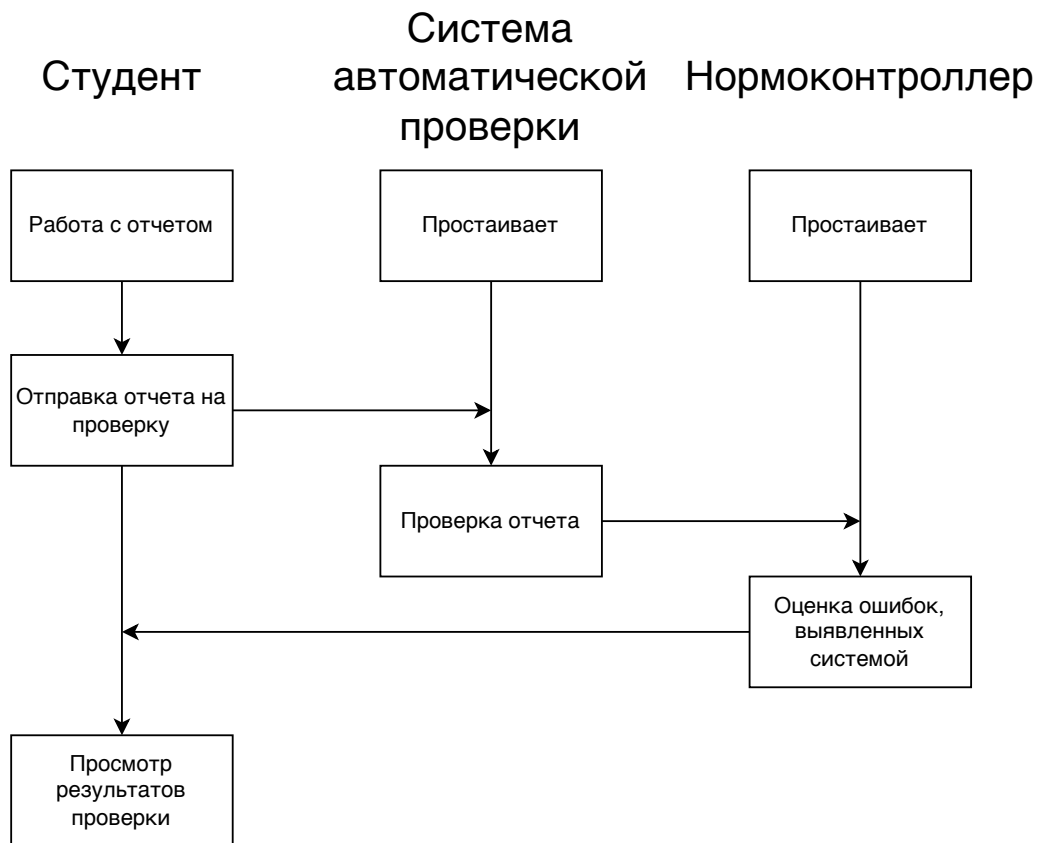 Студент
Система
автоматической
проверки
Нормоконтроллер
Работа с отчетом
Простаивает
Простаивает
Отправка отчета на
проверку
Проверка отчета
Оценка ошибок,
выявленных
системой
Просмотр
результатов
проверки